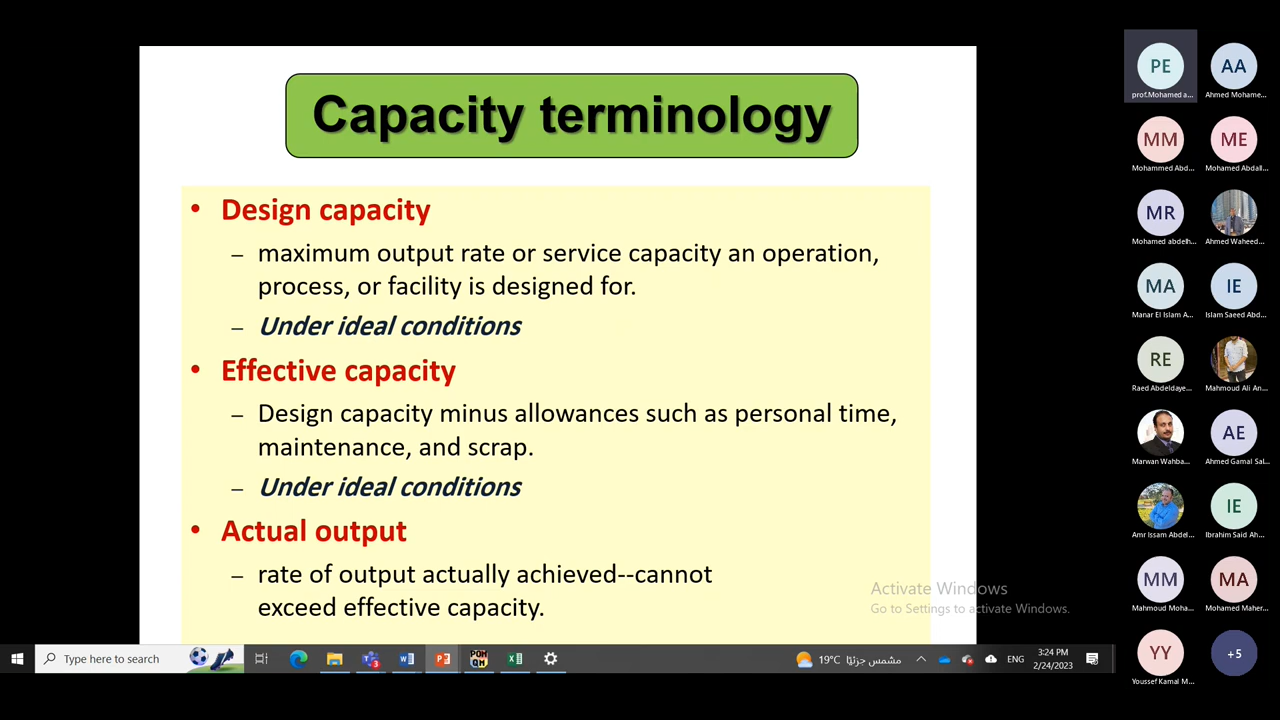 Capacity terminology
• Design capacity
– maximum output rate or service capacity an operation,
process, or facility is designed for.
– Under ideal conditions
• Effective capacity
– Design capacity minus allowances such as personal time,
maintenance, and scrap.
– Under ideal conditions
• Actual output
– rate of output actually achieved--cannot
exceed effective capacity.
Activate Windows
Go to Settings to activate Windows.
Type here to search
3
W
P
POM
QM
X
19°C مشمس جزئيًا
ENG
3:24 PM
2/24/2023
PE
prof.Mohamed a...
AA
Ahmed Mohame...
MM
Mohammed Abd...
ME
Mohamed Abdall...
MR
Mohamed abdelh...
Ahmed Waheed...
MA
Manar El Islam A...
IE
Islam Saeed Abd...
RE
Raed Abdeldaye...
Mahmoud Ali An...
Marwan Wahba...
AE
Ahmed Gamal Sal...
Amr Issam Abdel...
IE
Ibrahim Said Ah...
MM
Mahmoud Moha...
MA
Mohamed Maher...
YY
Youssef Kamal M...
+5